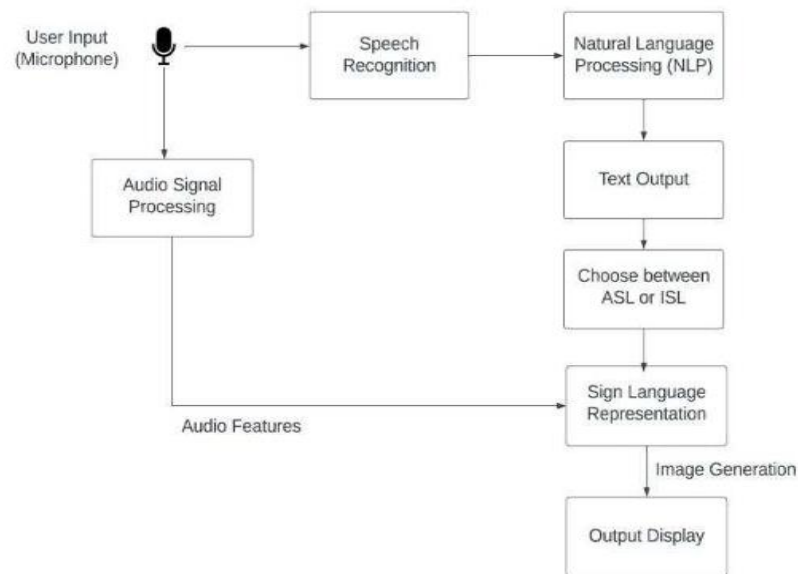 User Input
(Microphone)
Speech
Recognition
Natural Language
Processing (NLP)
Audio Signal
Processing
Text Output
Choose between
ASL or ISL
Sign Language
Representation
Audio Features
Image Generation
Output Display